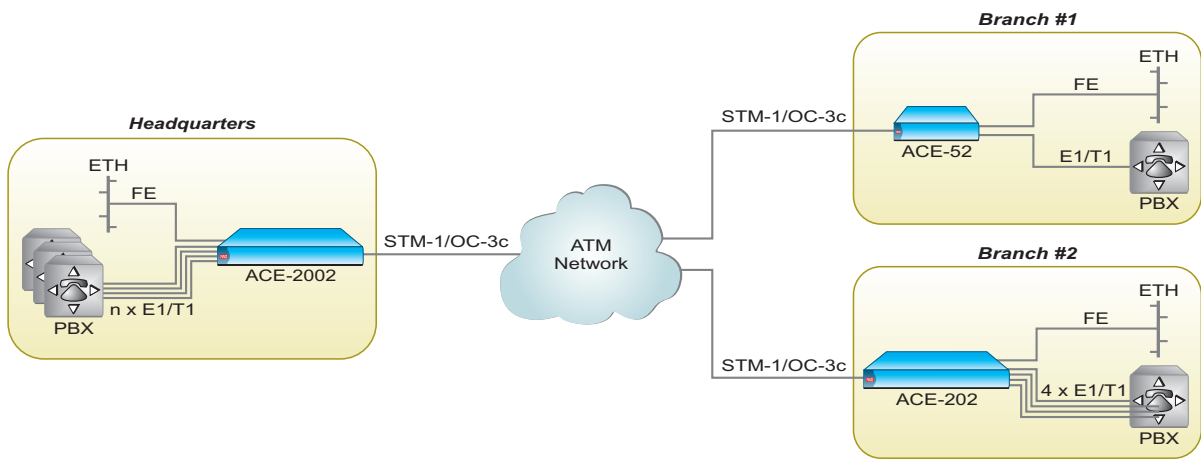 Headquarters
ETH
FE
ACE-2002
n x E1/T1
PBX
STM-1/OC-3c
ATM
Network
Branch #1
STM-1/OC-3c
ACE-52
FE
ETH
E1/T1
PBX
Branch #2
STM-1/OC-3c
ACE-202
FE
ETH
4 x E1/T1
PBX